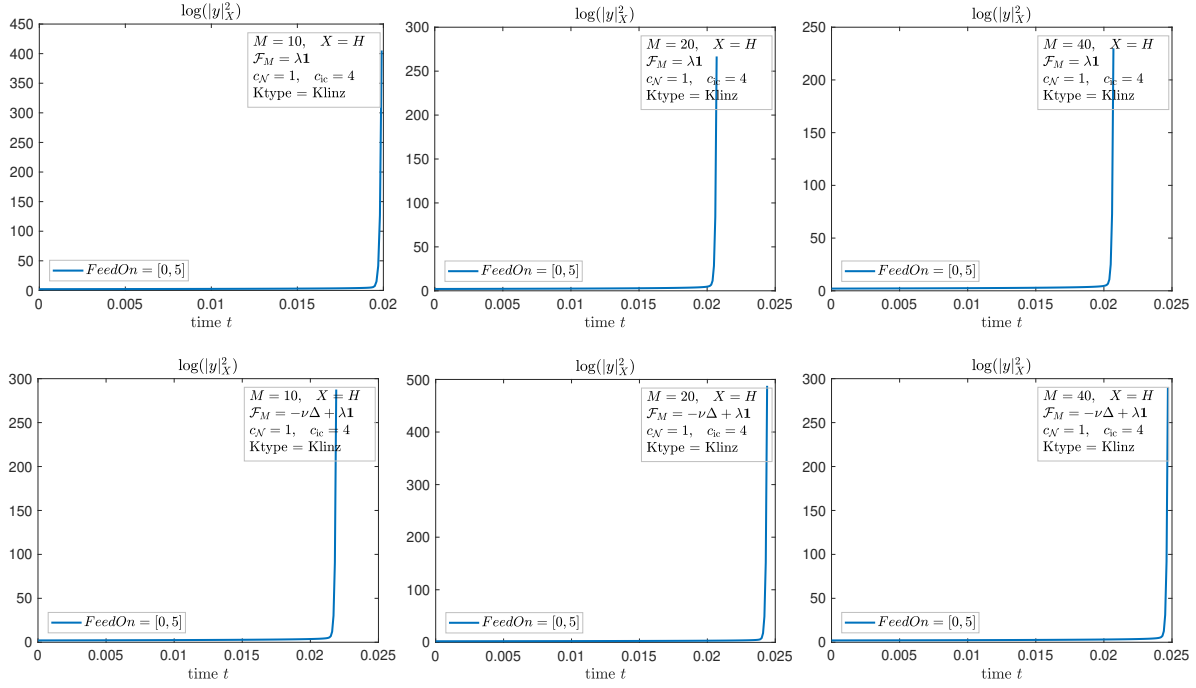 log(|y|²_X)
450
400
350
300
250
200
150
100
50
0
M = 10, X = H
𝓕_M = λ𝟏
c_𝒩 = 1, c_ic = 4
Ktype = Klinz
FeedOn = [0, 5]
0 0.005 0.01 0.015 0.02
time t
log(|y|²_X)
300
250
200
150
100
50
0
M = 20, X = H
𝓕_M = λ𝟏
c_𝒩 = 1, c_ic = 4
Ktype = Klinz
FeedOn = [0, 5]
0 0.005 0.01 0.015 0.02 0.025
time t
log(|y|²_X)
250
200
150
100
50
0
M = 40, X = H
𝓕_M = λ𝟏
c_𝒩 = 1, c_ic = 4
Ktype = Klinz
FeedOn = [0, 5]
0 0.005 0.01 0.015 0.02 0.025
time t
log(|y|²_X)
300
250
200
150
100
50
0
M = 10, X = H
𝓕_M = −νΔ + λ𝟏
c_𝒩 = 1, c_ic = 4
Ktype = Klinz
FeedOn = [0, 5]
0 0.005 0.01 0.015 0.02 0.025
time t
log(|y|²_X)
500
400
300
200
100
0
M = 20, X = H
𝓕_M = −νΔ + λ𝟏
c_𝒩 = 1, c_ic = 4
Ktype = Klinz
FeedOn = [0, 5]
0 0.005 0.01 0.015 0.02 0.025
time t
log(|y|²_X)
300
250
200
150
100
50
0
M = 40, X = H
𝓕_M = −νΔ + λ𝟏
c_𝒩 = 1, c_ic = 4
Ktype = Klinz
FeedOn = [0, 5]
0 0.005 0.01 0.015 0.02 0.025
time t